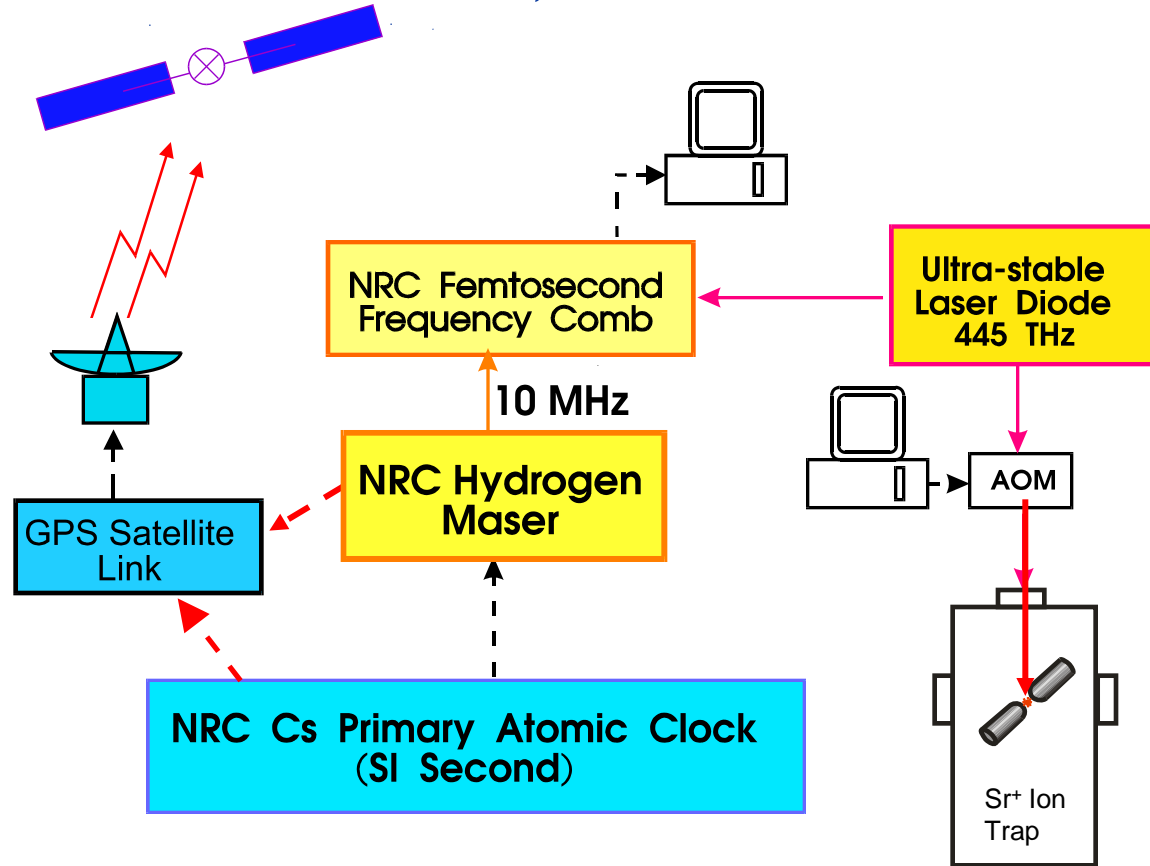 NRC Femtosecond
Frequency Comb
Ultra-stable
Laser Diode
445 THz
10 MHz
NRC Hydrogen
Maser
AOM
GPS Satellite
Link
NRC Cs Primary Atomic Clock
(SI Second)
Sr⁺ Ion
Trap